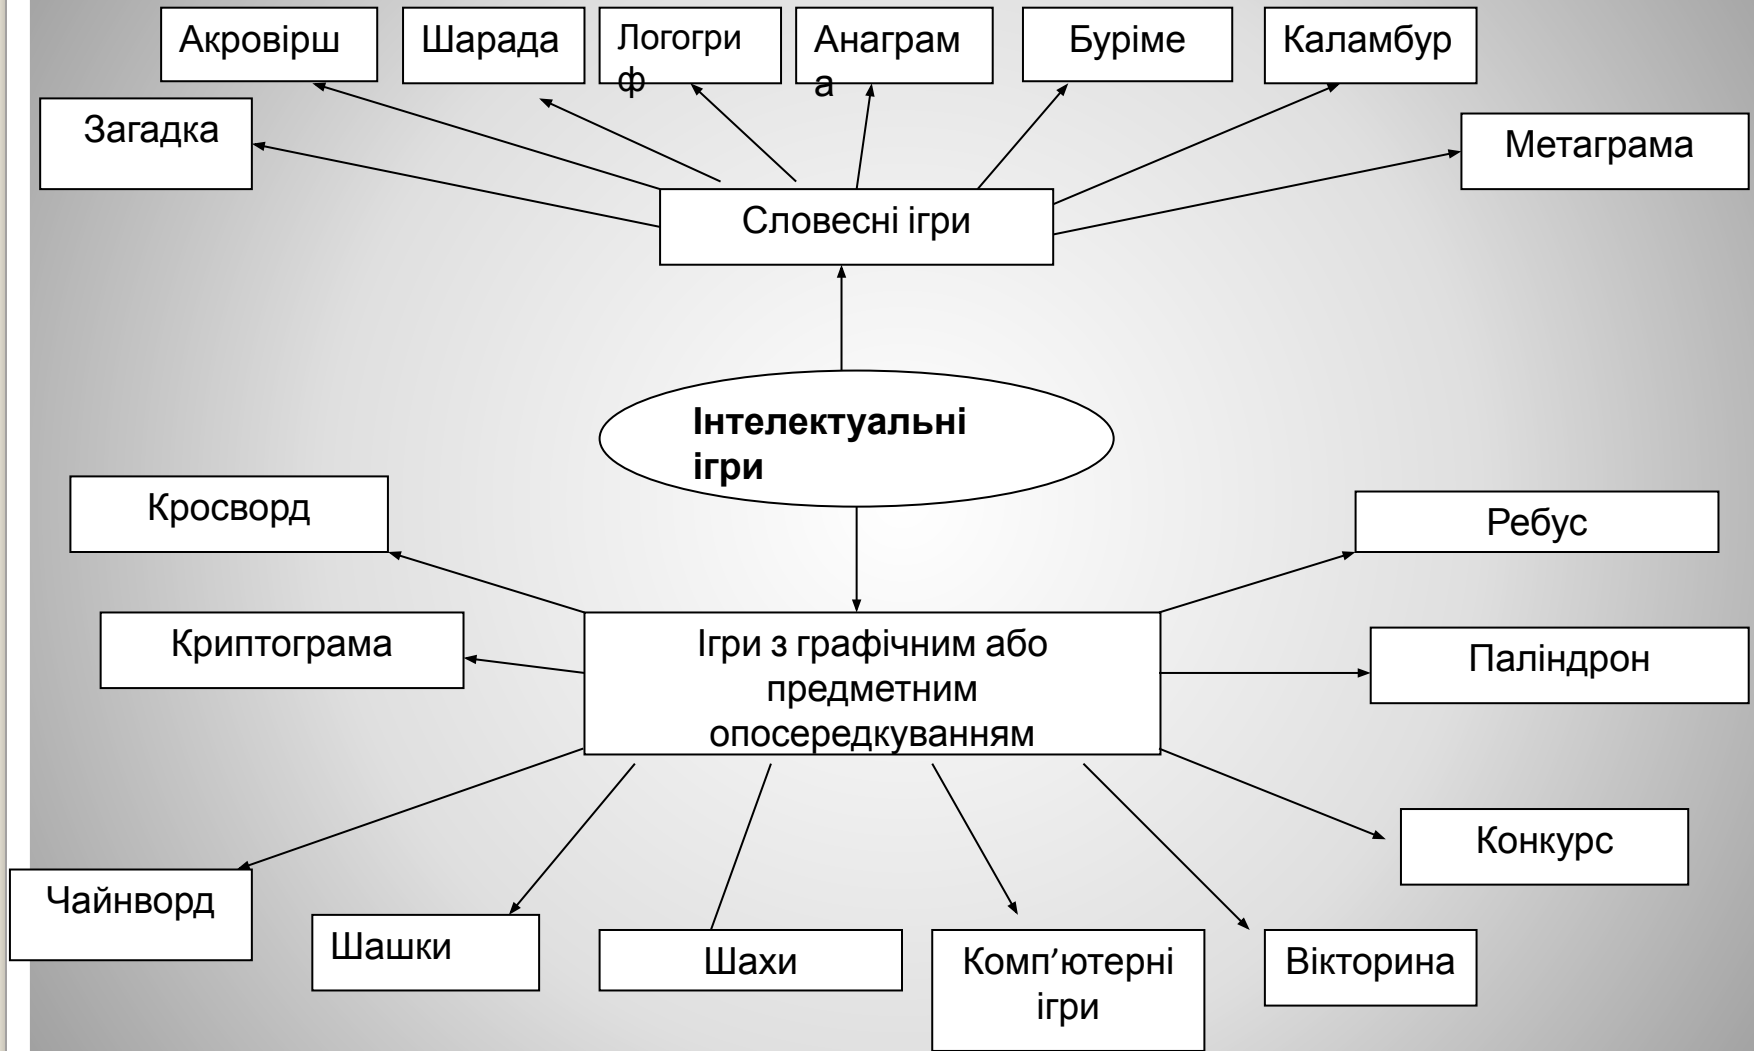 Акровірш
Шарада
Логогри
ф
Анаграм
а
Буріме
Каламбур
Загадка
Метаграма
Словесні ігри
Інтелектуальні
ігри
Кросворд
Ребус
Криптограма
Ігри з графічним або
предметним
опосередкуванням
Паліндрон
Конкурс
Чайнворд
Шашки
Шахи
Комп’ютерні
ігри
Вікторина